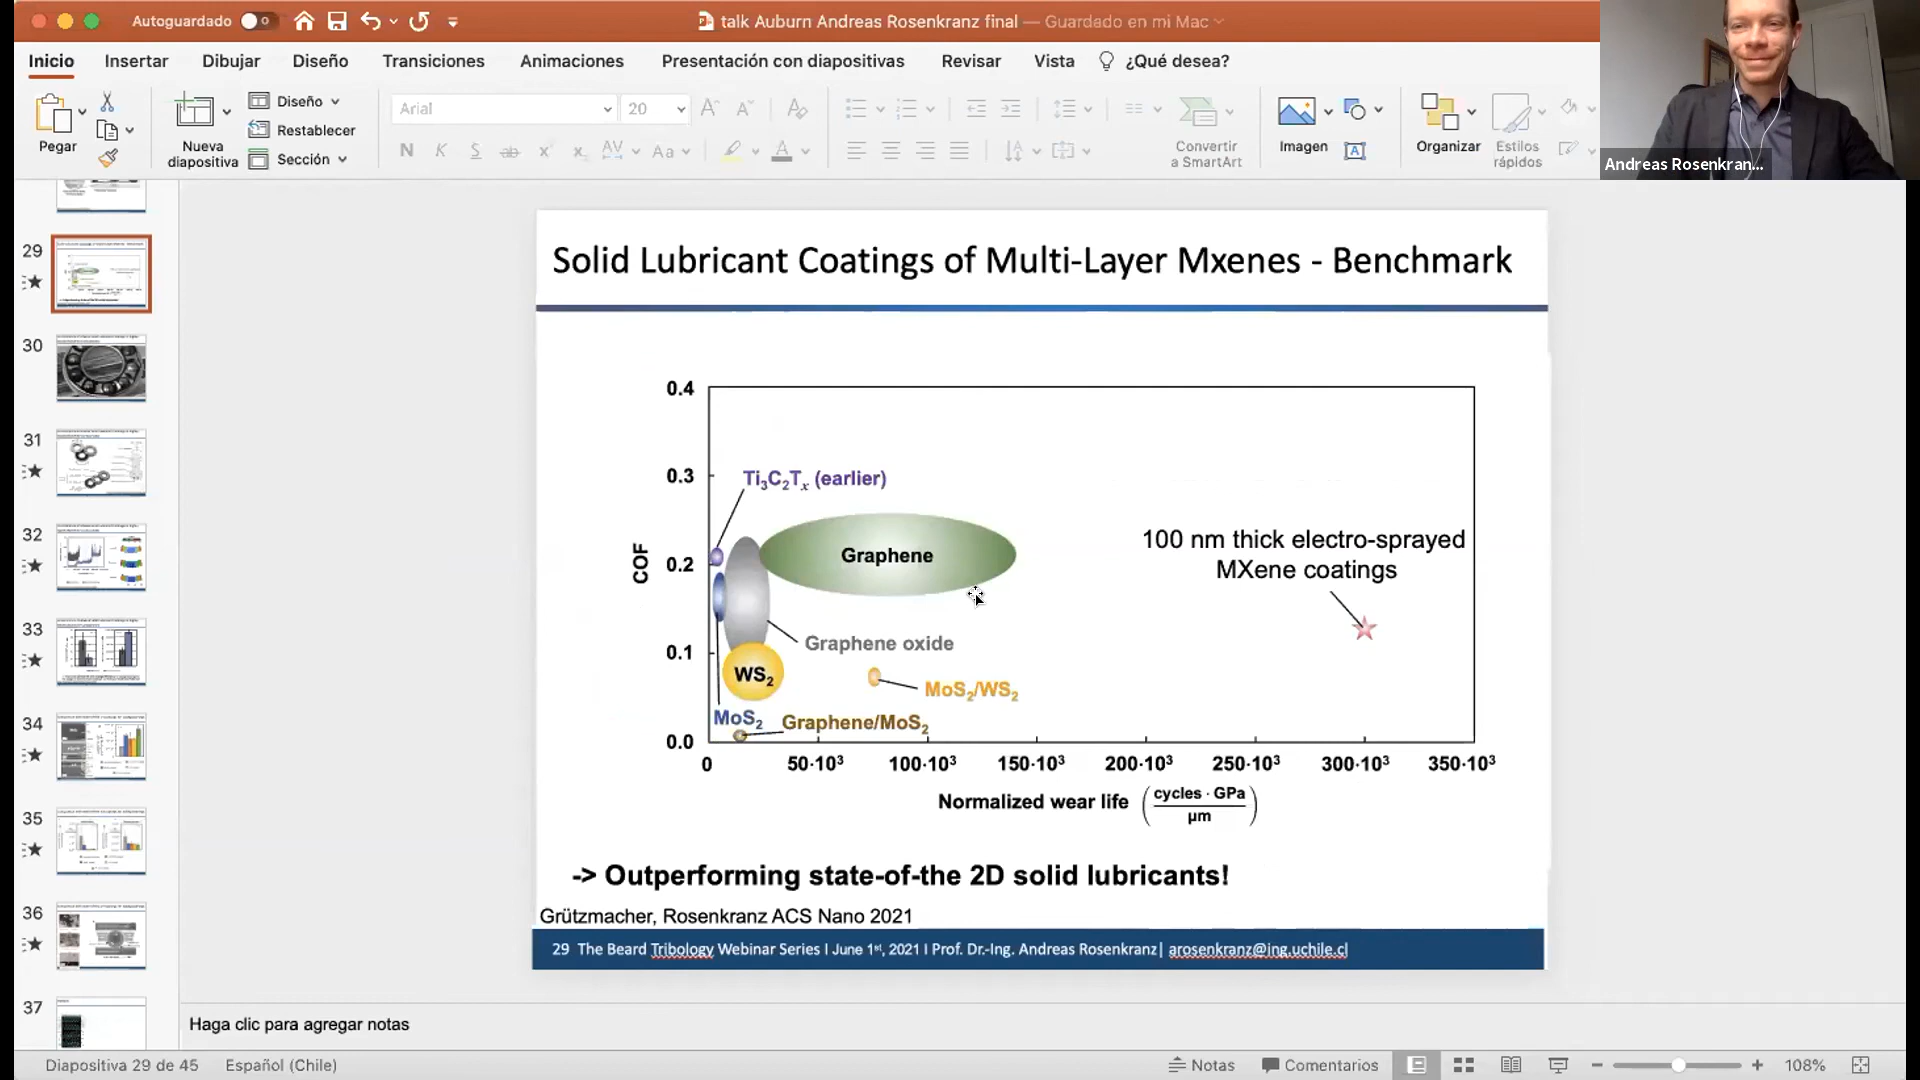 Autoguardado
talk Auburn Andreas Rosenkranz final — Guardado en mi Mac
Inicio Insertar Dibujar Diseño Transiciones Animaciones Presentación con diapositivas Revisar Vista ¿Qué desea?
Pegar
Nueva diapositiva
Diseño
Restablecer
Sección
Arial 20
N K S ab x x AV Aa A
Convertir a SmartArt
Imagen
Organizar
Estilos rápidos
Andreas Rosenkran...
29
30
31
32
33
34
35
36
37
Solid Lubricant Coatings of Multi-Layer Mxenes - Benchmark
0.4
0.3
0.2
0.1
0.0
COF
Ti₃C₂Tₓ (earlier)
Graphene
100 nm thick electro-sprayed
MXene coatings
Graphene oxide
WS₂
MoS₂/WS₂
MoS₂
Graphene/MoS₂
0 50·10³ 100·10³ 150·10³ 200·10³ 250·10³ 300·10³ 350·10³
Normalized wear life (cycles · GPa / µm)
-> Outperforming state-of-the 2D solid lubricants!
Grützmacher, Rosenkranz ACS Nano 2021
29 The Beard Tribology Webinar Series I June 1st, 2021 I Prof. Dr.-Ing. Andreas Rosenkranz| arosenkranz@ing.uchile.cl
Haga clic para agregar notas
Diapositiva 29 de 45 Español (Chile) Notas Comentarios 108%